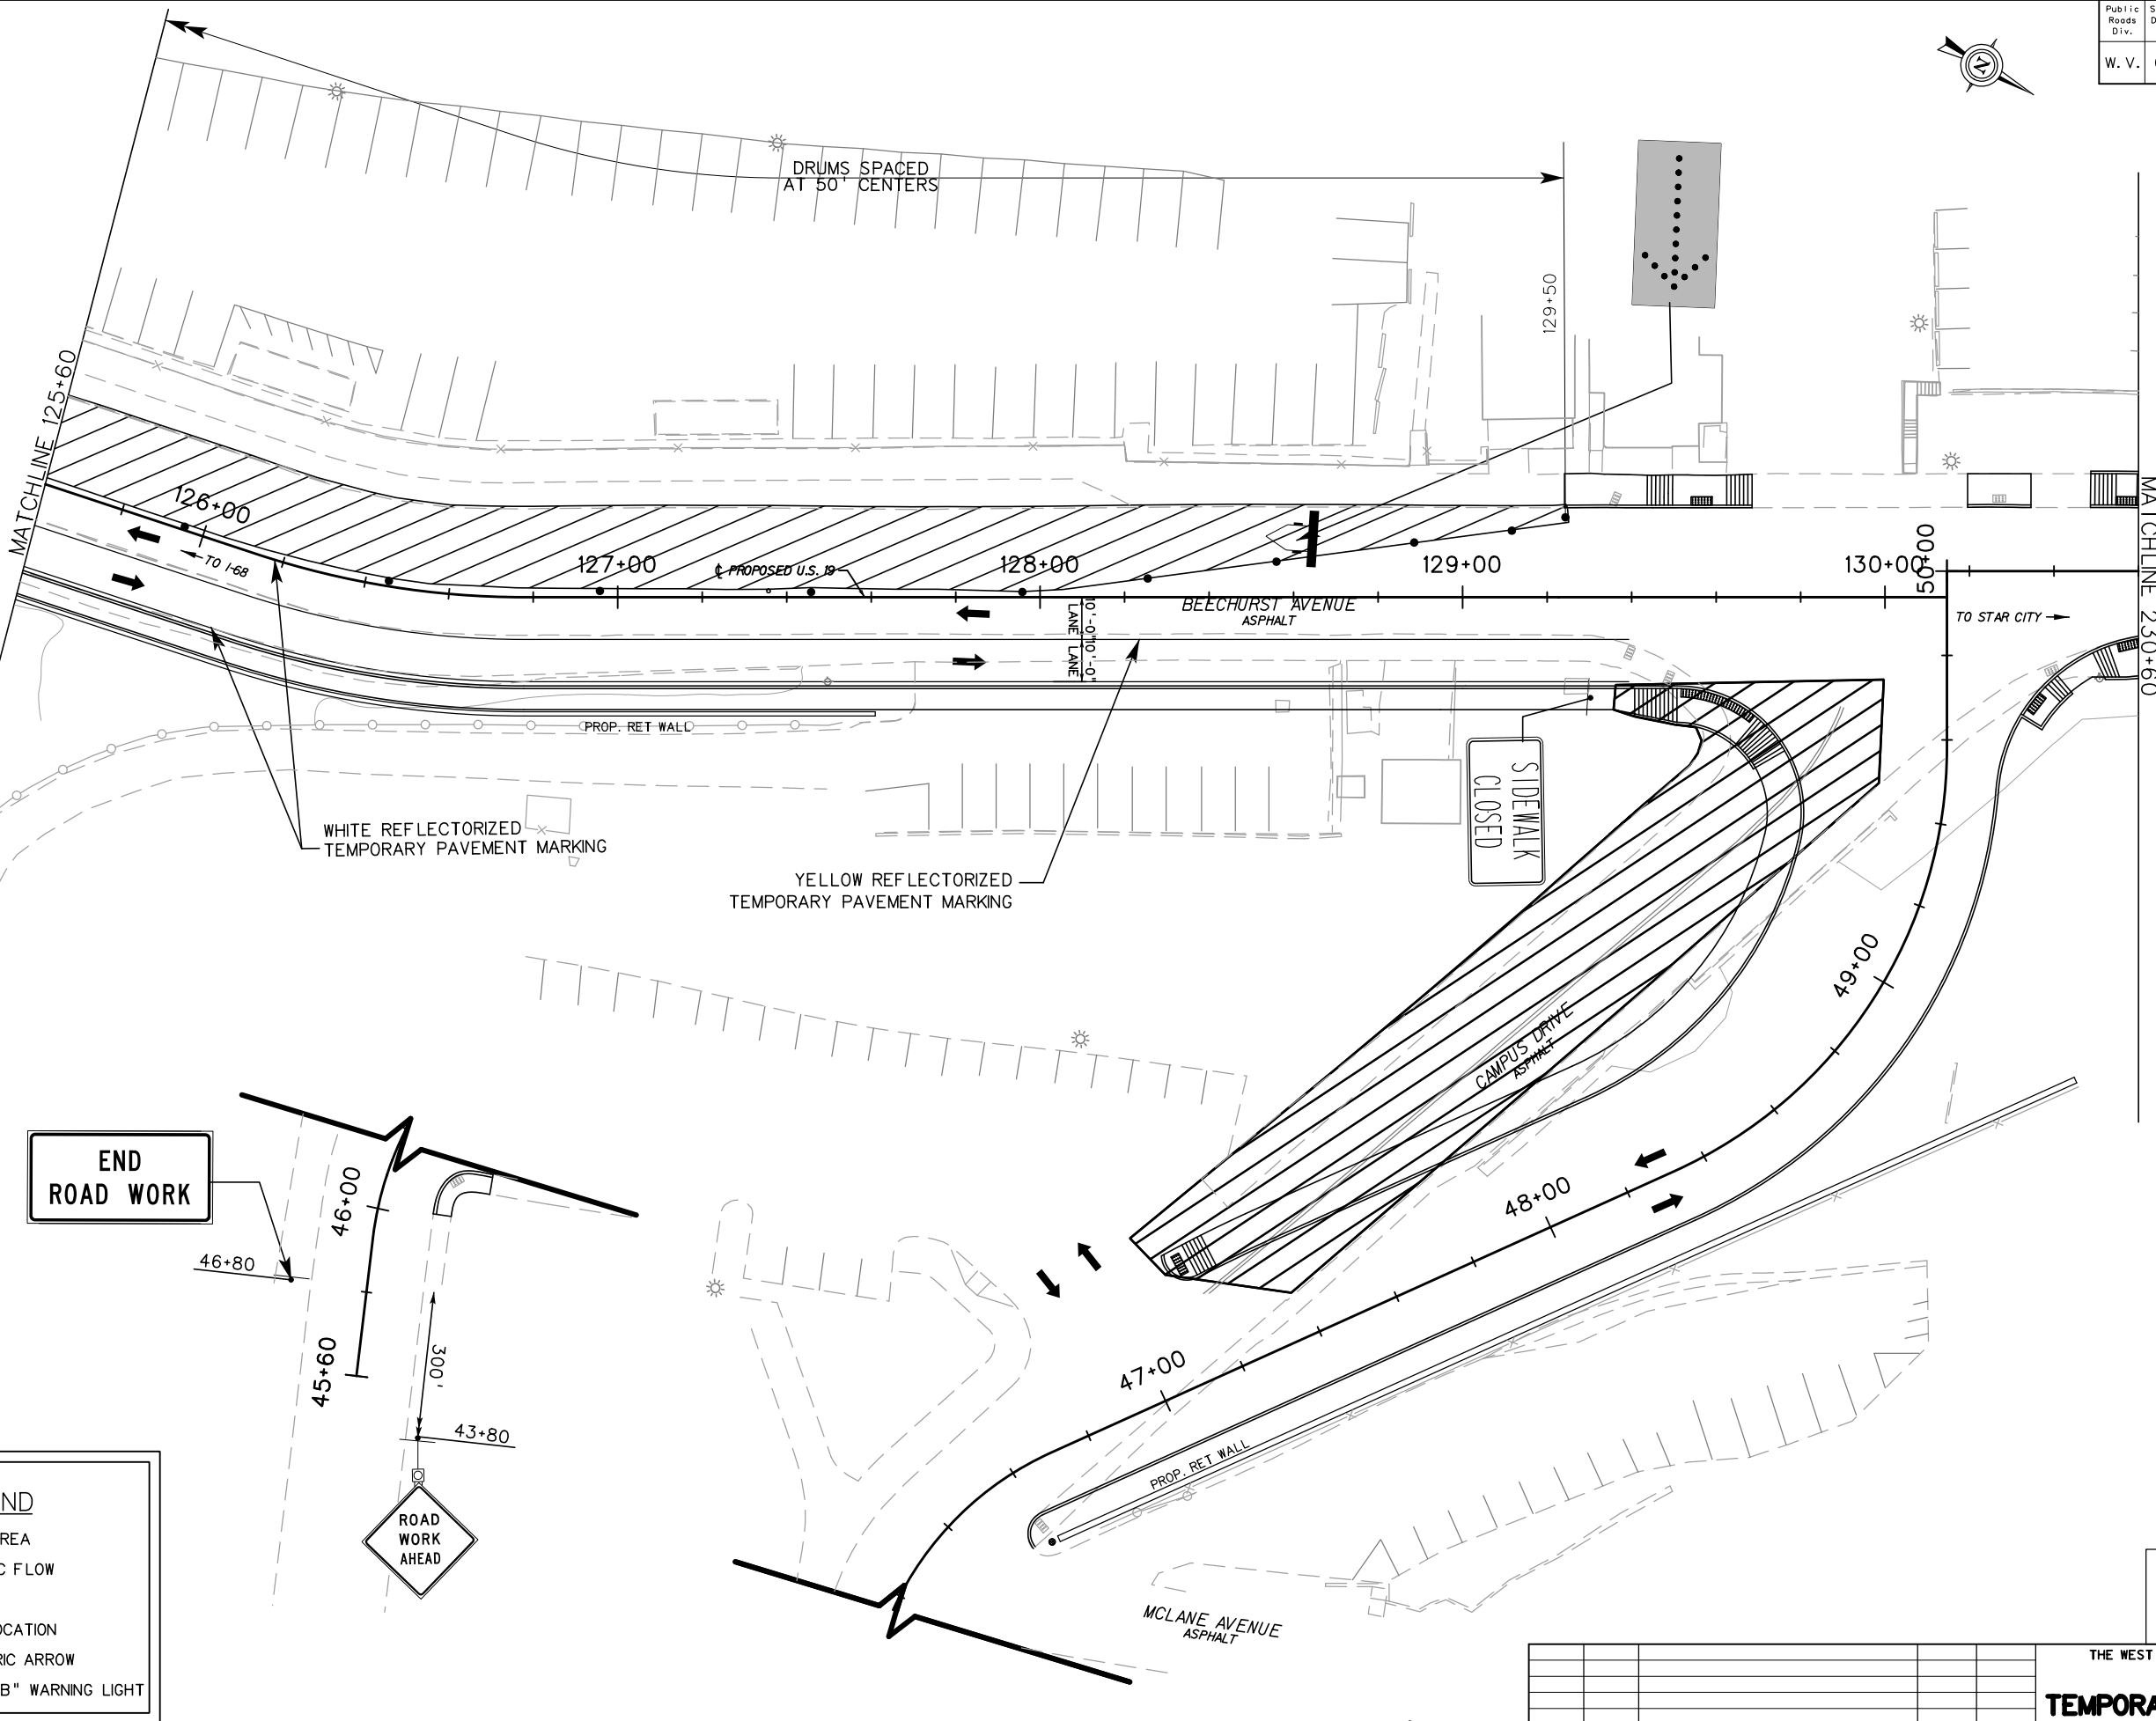 Public
Roads
Div.
W. V.
DRUMS SPACED
AT 50' CENTERS
129+50
MATCHLINE 125+60
126+00
TO I-68
127+00
℄ PROPOSED U.S. 19
128+00
129+00
130+00
50+00
MATCHLINE 230+60
BEECHURST AVENUE
ASPHALT
10'-0"
LANE
10'-0"
LANE
TO STAR CITY
PROP. RET WALL
SIDEWALK
CLOSED
WHITE REFLECTORIZED
TEMPORARY PAVEMENT MARKING
YELLOW REFLECTORIZED
TEMPORARY PAVEMENT MARKING
49+00
CAMPUS DRIVE
ASPHALT
END
ROAD WORK
46+00
46+80
45+60
300'
43+80
ROAD
WORK
AHEAD
48+00
47+00
PROP. RET WALL
MCLANE AVENUE
ASPHALT
ND
REA
C FLOW
OCATION
RIC ARROW
B" WARNING LIGHT
THE WEST
TEMPORA